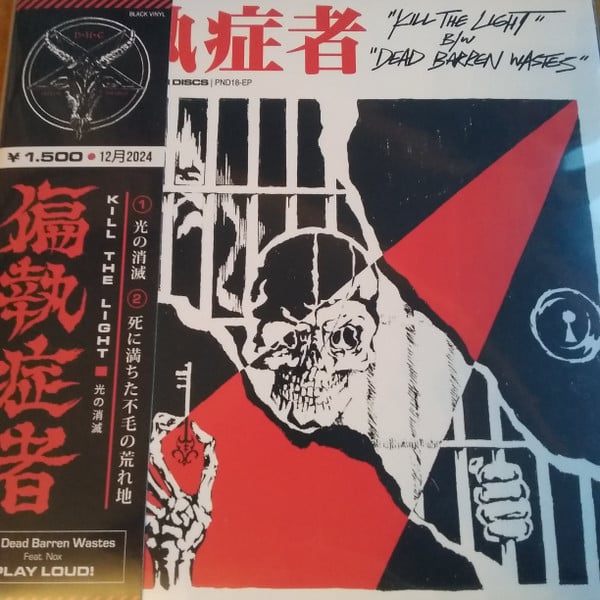 BLACK VINYL
D·H·C
¥ 1.500 ● 12月2024
偏執症者
KILL THE LIGHT ■ 光の消滅
① 光の消滅 ② 死に満ちた不毛の荒れ地
Dead Barren Wastes
Feat. Nox
PLAY LOUD!
執症者
"KILL THE LIGHT"
B/W
"DEAD BARREN WASTES"
DISCS | PND18-EP